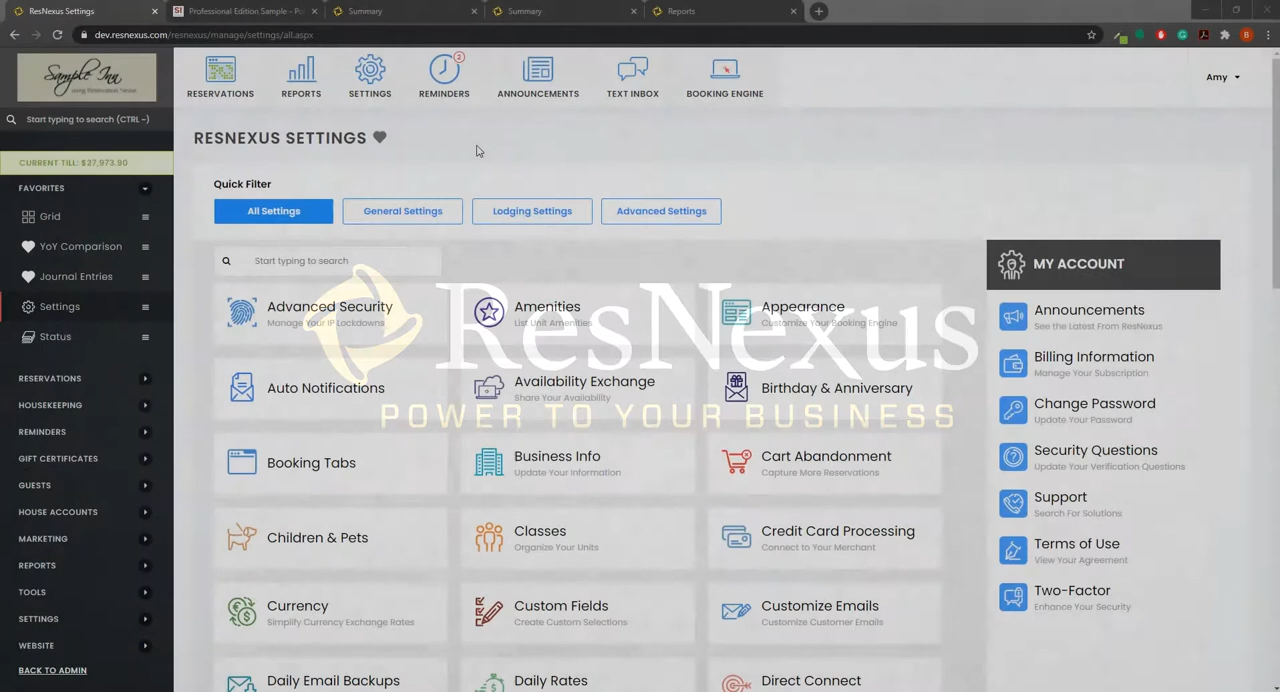 ResNexus Settings
Professional Edition Sample - Po
Summary
Summary
Reports
dev.resnexus.com/resnexus/manage/settings/all.aspx
B
Sample Inn
using Reservation Nexus
Start typing to search (CTRL ~)
CURRENT TILL: $27,973.90
FAVORITES
Grid
YoY Comparison
Journal Entries
Settings
Status
RESERVATIONS
HOUSEKEEPING
REMINDERS
GIFT CERTIFICATES
GUESTS
HOUSE ACCOUNTS
MARKETING
REPORTS
TOOLS
SETTINGS
WEBSITE
BACK TO ADMIN
RESERVATIONS
REPORTS
SETTINGS
2
REMINDERS
ANNOUNCEMENTS
TEXT INBOX
BOOKING ENGINE
Amy
RESNEXUS SETTINGS
Quick Filter
All Settings
General Settings
Lodging Settings
Advanced Settings
Start typing to search
Advanced Security
Manage Your IP Lockdowns
Amenities
List Unit Amenities
Appearance
Customize Your Booking Engine
ResNexus
POWER TO YOUR BUSINESS
Auto Notifications
Availability Exchange
Share Your Availability
Birthday & Anniversary
Booking Tabs
Business Info
Update Your Information
Cart Abandonment
Capture More Reservations
Children & Pets
Classes
Organize Your Units
Credit Card Processing
Connect to Your Merchant
Currency
Simplify Currency Exchange Rates
Custom Fields
Create Custom Selections
Customize Emails
Customize Customer Emails
Daily Email Backups
Daily Rates
Direct Connect
MY ACCOUNT
Announcements
See the Latest From ResNexus
Billing Information
Manage Your Subscription
Change Password
Update Your Password
Security Questions
Update Your Verification Questions
Support
Search For Solutions
Terms of Use
View Your Agreement
Two-Factor
Enhance Your Security